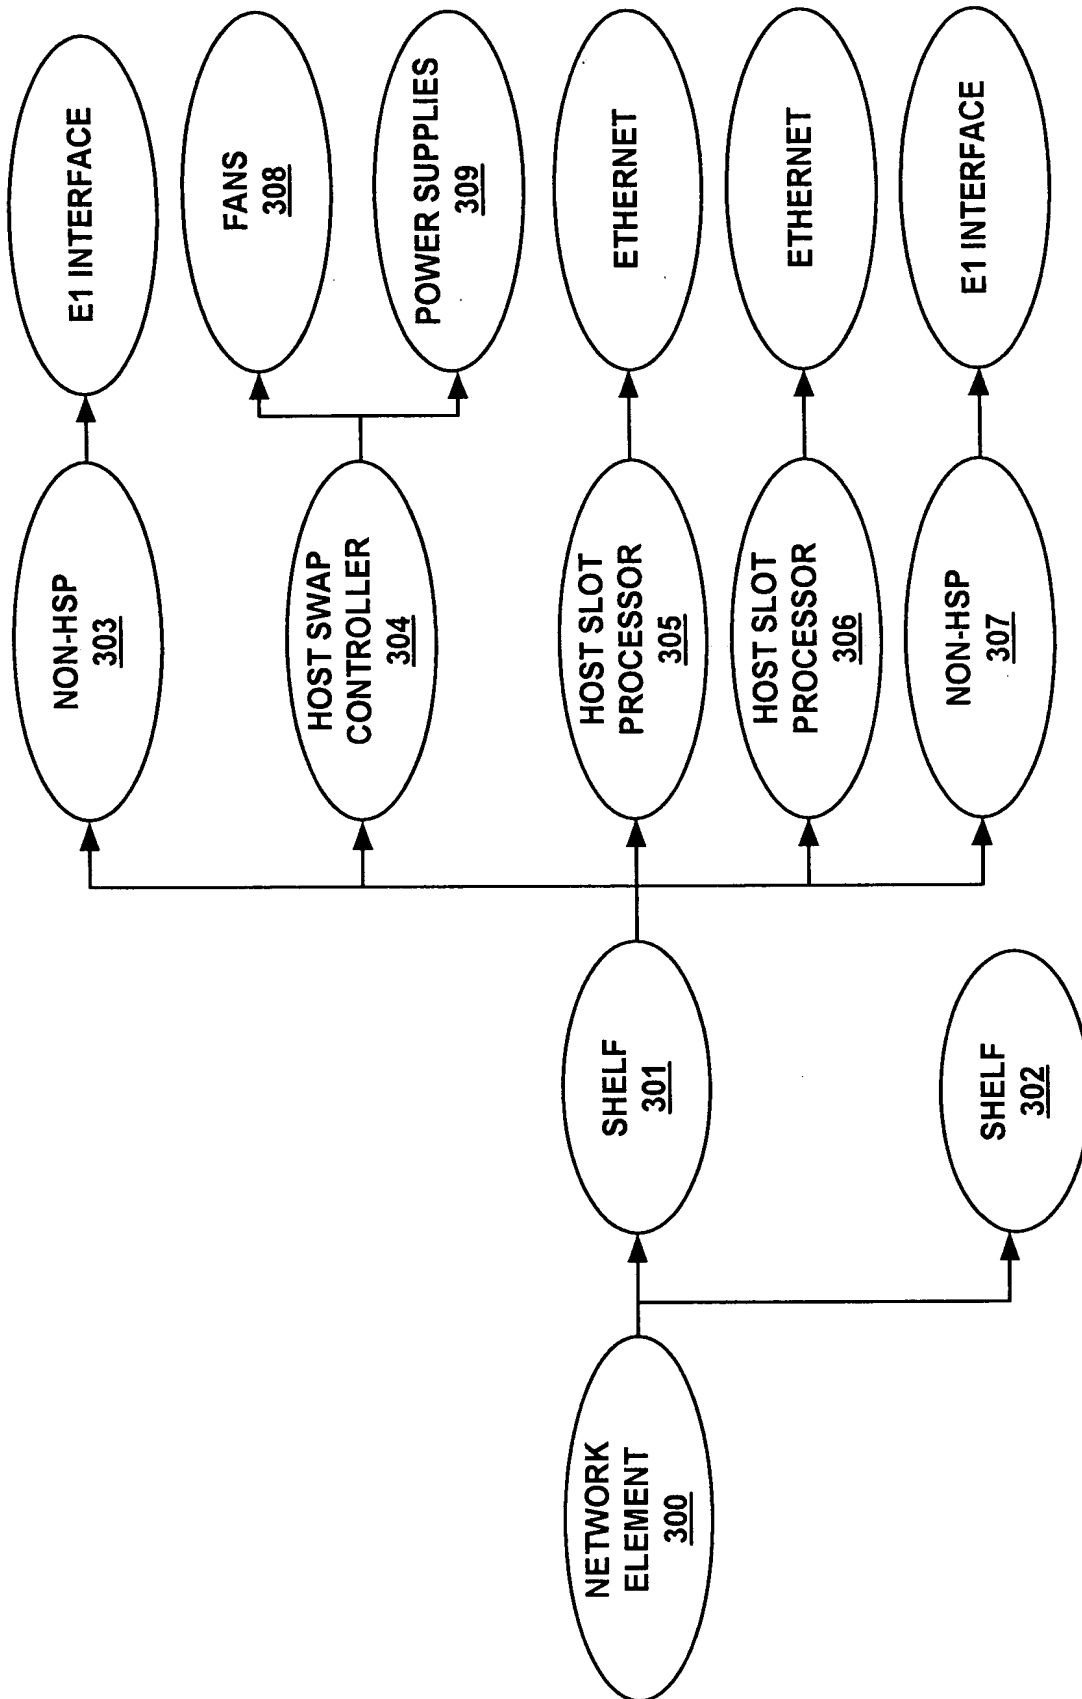 NETWORK
ELEMENT
300
SHELF
301
SHELF
302
NON-HSP
303
HOST SWAP
CONTROLLER
304
HOST SLOT
PROCESSOR
305
HOST SLOT
PROCESSOR
306
NON-HSP
307
E1 INTERFACE
FANS
308
POWER SUPPLIES
309
ETHERNET
ETHERNET
E1 INTERFACE